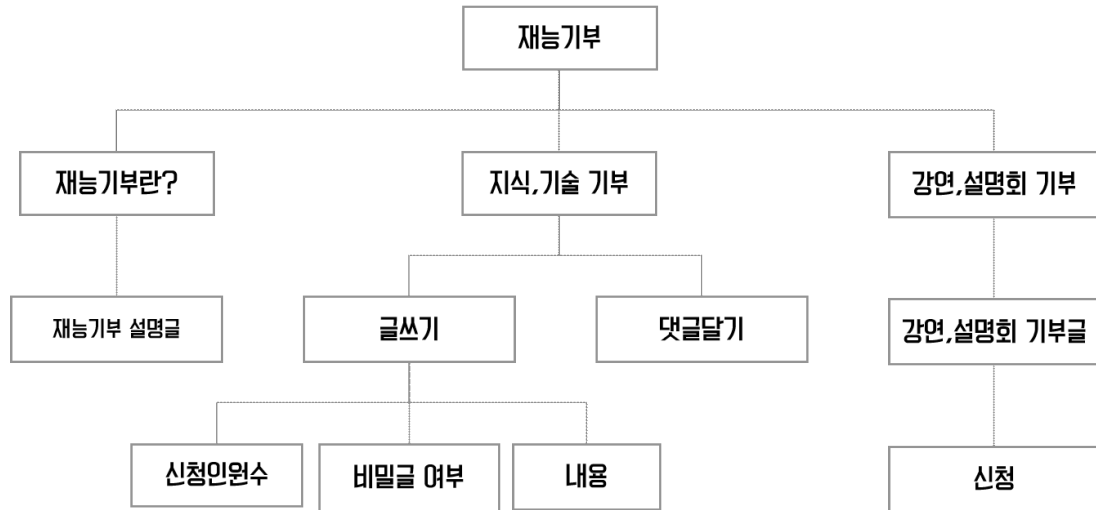 재능기부
재능기부란?
지식,기술 기부
강연,설명회 기부
재능기부 설명글
글쓰기
댓글달기
강연,설명회 기부글
신청인원수
비밀글 여부
내용
신청